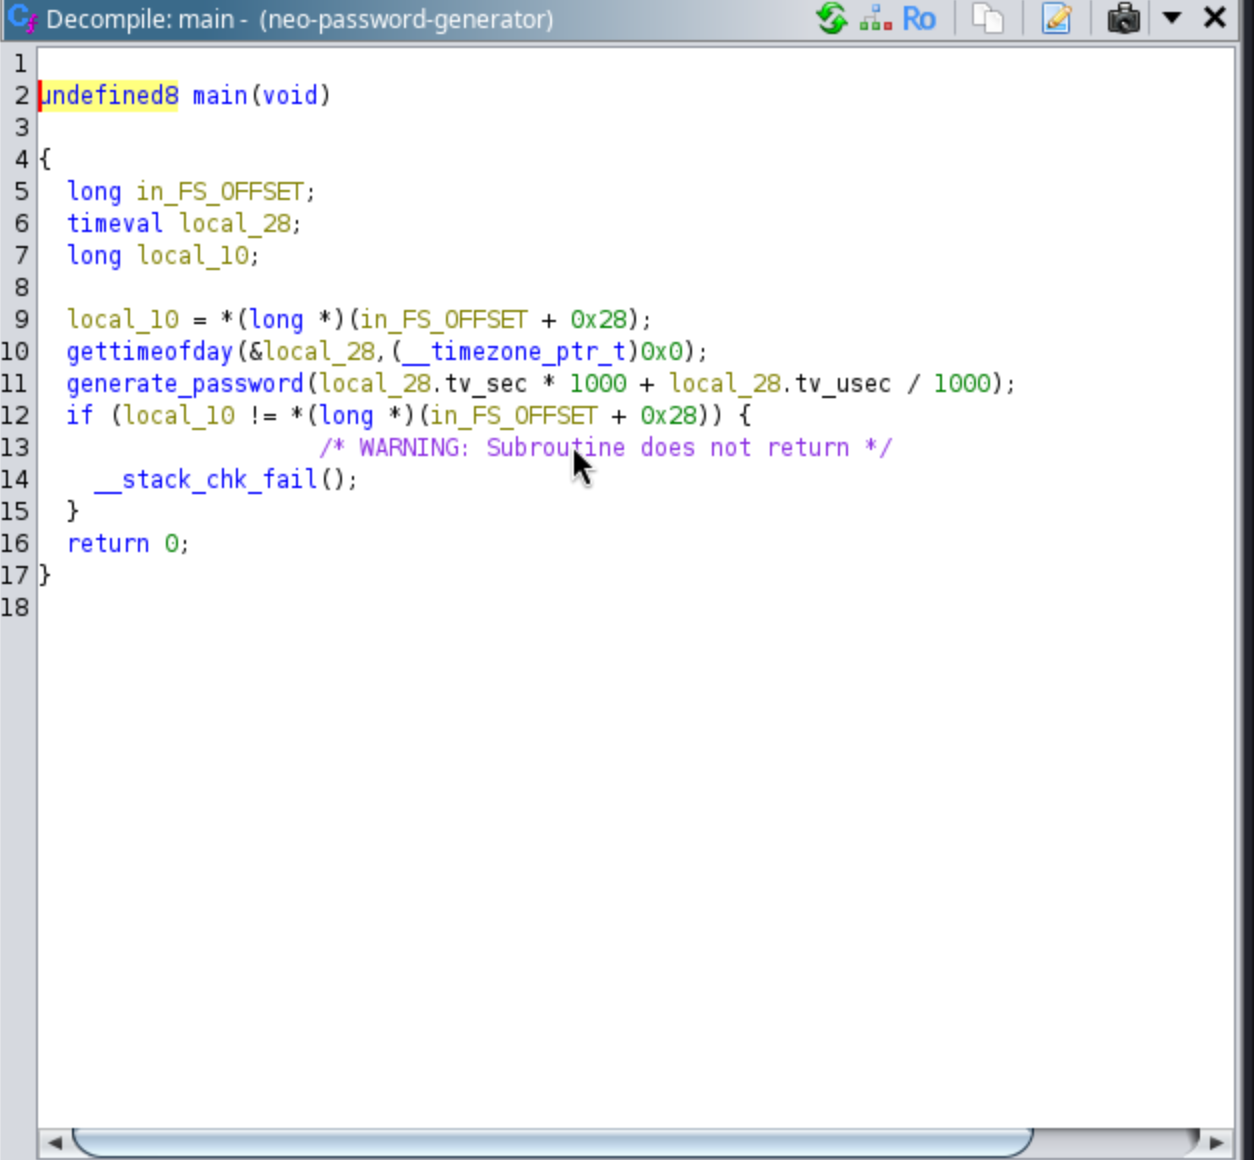 Decompile: main - (neo-password-generator)
Ro
1
2 undefined8 main(void)
3
4 {
5 long in_FS_OFFSET;
6 timeval local_28;
7 long local_10;
8
9 local_10 = *(long *)(in_FS_OFFSET + 0x28);
10 gettimeofday(&local_28,(__timezone_ptr_t)0x0);
11 generate_password(local_28.tv_sec * 1000 + local_28.tv_usec / 1000);
12 if (local_10 != *(long *)(in_FS_OFFSET + 0x28)) {
13 /* WARNING: Subroutine does not return */
14 __stack_chk_fail();
15 }
16 return 0;
17 }
18